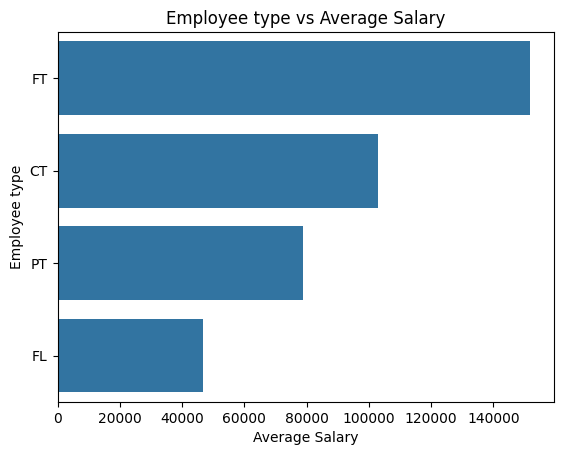 Employee type vs Average Salary
Employee type
FT
CT
PT
FL
0 20000 40000 60000 80000 100000 120000 140000
Average Salary